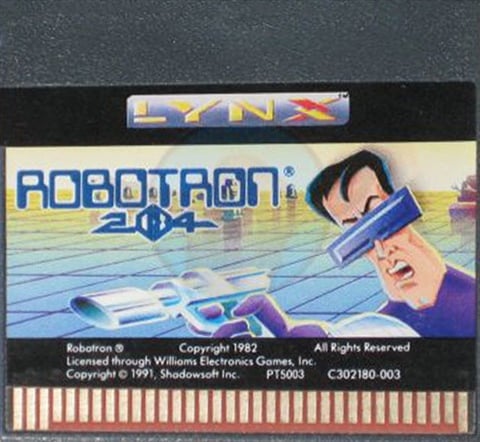 LYNX™
ROBOTRON®
2084
Robotron ® Copyright 1982 All Rights Reserved
Licensed through Williams Electronics Games, Inc.
Copyright © 1991, Shadowsoft Inc. PT5003 C302180-003